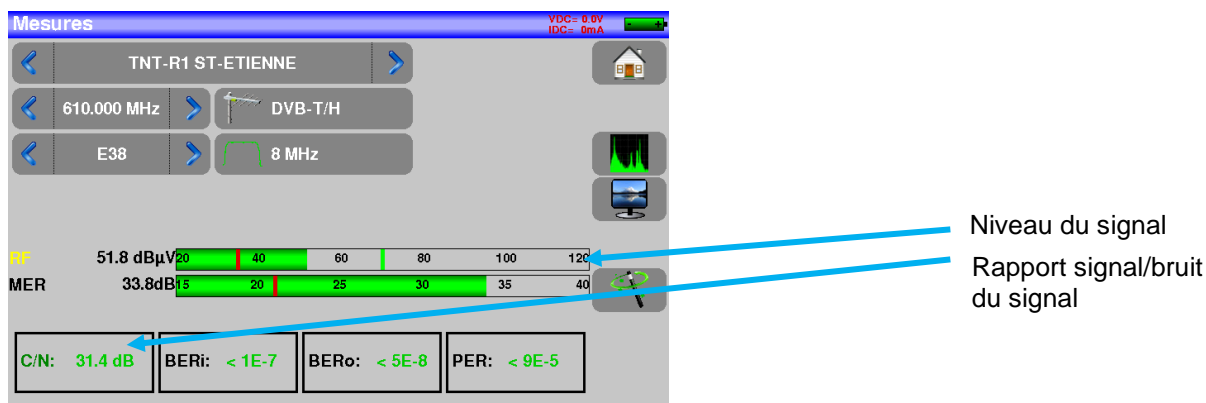 Mesures
VDC= 0.0V
IDC= 0mA
- +
TNT-R1 ST-ETIENNE
610.000 MHz
DVB-T/H
E38
8 MHz
RF 51.8 dBµV 20 40 60 80 100 120
MER 33.8dB 15 20 25 30 35 40
C/N: 31.4 dB
BERi: < 1E-7
BERo: < 5E-8
PER: < 9E-5
Niveau du signal
Rapport signal/bruit
du signal